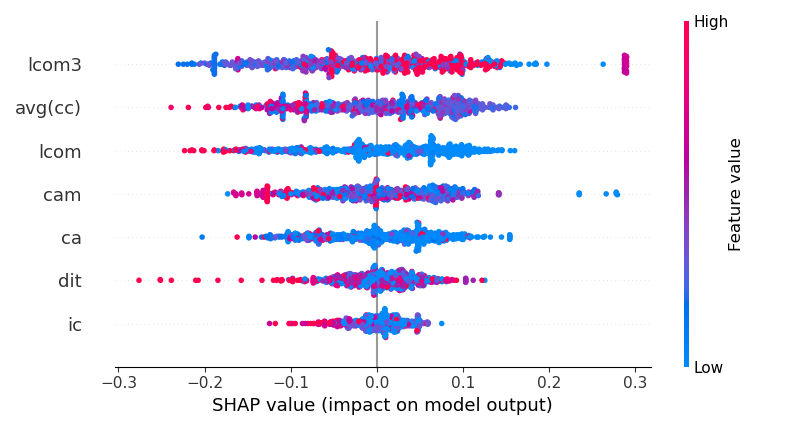 High
lcom3
avg(cc)
lcom
cam
ca
dit
ic
Feature value
Low
−0.3 −0.2 −0.1 0.0 0.1 0.2 0.3
SHAP value (impact on model output)